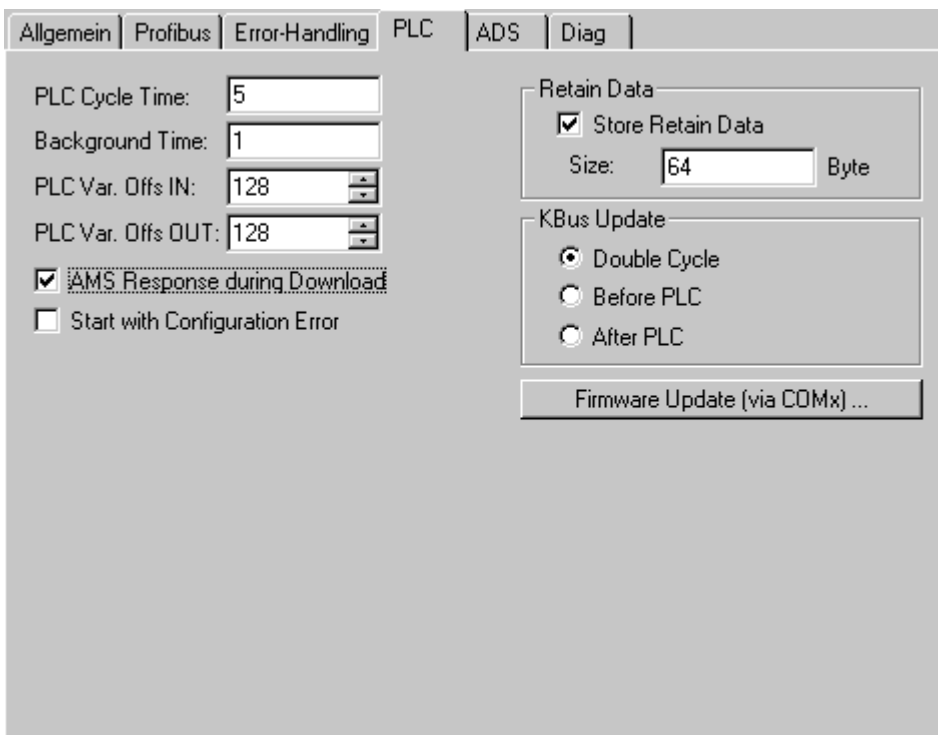 Allgemein Profibus Error-Handling PLC ADS Diag
PLC Cycle Time: 5
Background Time: 1
PLC Var. Offs IN: 128
PLC Var. Offs OUT: 128
AMS Response during Download
Start with Configuration Error
Retain Data
Store Retain Data
Size: 64 Byte
KBus Update
Double Cycle
Before PLC
After PLC
Firmware Update (via COMx) ...